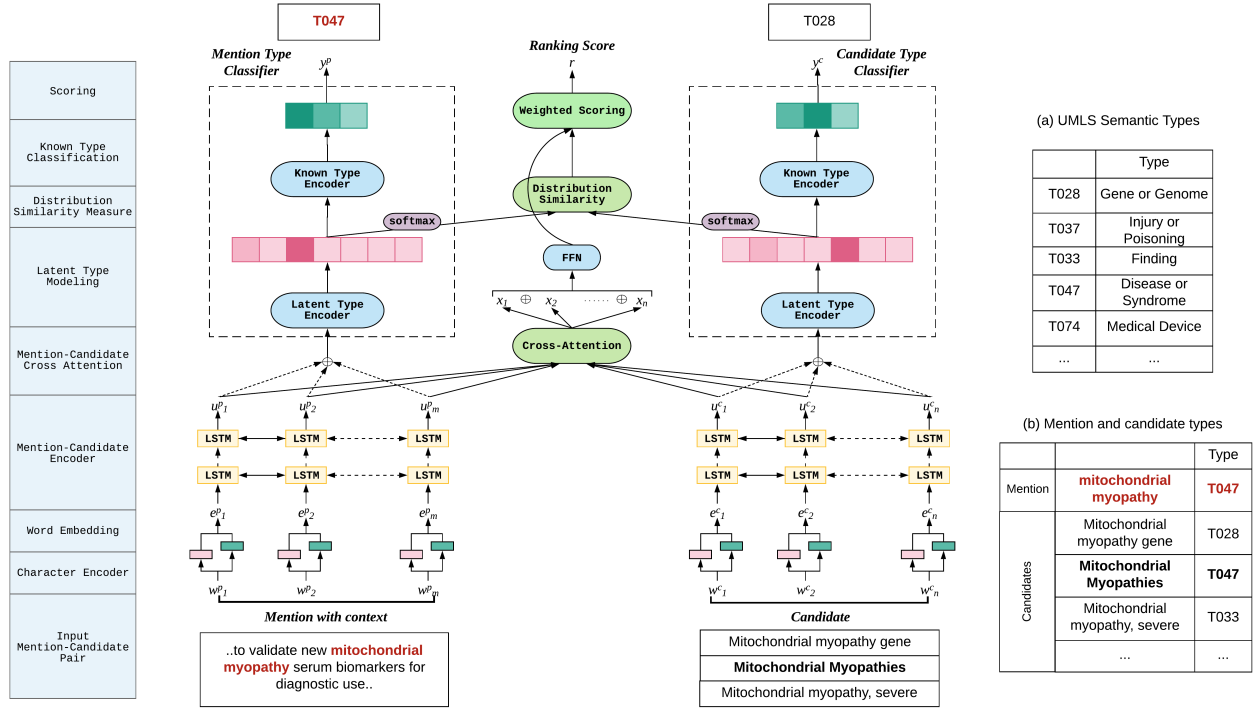 T047
T028
Mention Type
Classifier
Ranking Score
Candidate Type
Classifier
y^p
r
y^c
Scoring
Known Type
Classification
Distribution
Similarity Measure
Latent Type
Modeling
Mention-Candidate
Cross Attention
Mention-Candidate
Encoder
Word Embedding
Character Encoder
Input
Mention-Candidate
Pair
Weighted Scoring
Known Type
Encoder
Distribution
Similarity
Known Type
Encoder
softmax
softmax
FFN
x_1 ⊕ x_2 ...... ⊕ x_n
Latent Type
Encoder
Latent Type
Encoder
Cross-Attention
u^p_1 u^p_2 u^p_m
u^c_1 u^c_2 u^c_n
LSTM LSTM LSTM
LSTM LSTM LSTM
LSTM LSTM LSTM
LSTM LSTM LSTM
e^p_1 e^p_2 e^p_m
e^c_1 e^c_2 e^c_n
w^p_1 w^p_2 w^p_m
w^c_1 w^c_2 w^c_n
Mention with context
Candidate
..to validate new mitochondrial
myopathy serum biomarkers for
diagnostic use..
Mitochondrial myopathy gene
Mitochondrial Myopathies
Mitochondrial myopathy, severe
(a) UMLS Semantic Types
Type
T028 Gene or Genome
T037 Injury or
Poisoning
T033 Finding
T047 Disease or
Syndrome
T074 Medical Device
... ...
(b) Mention and candidate types
Type
Mention mitochondrial
myopathy T047
Candidates
Mitochondrial
myopathy gene T028
Mitochondrial
Myopathies T047
Mitochondrial
myopathy, severe T033
... ...